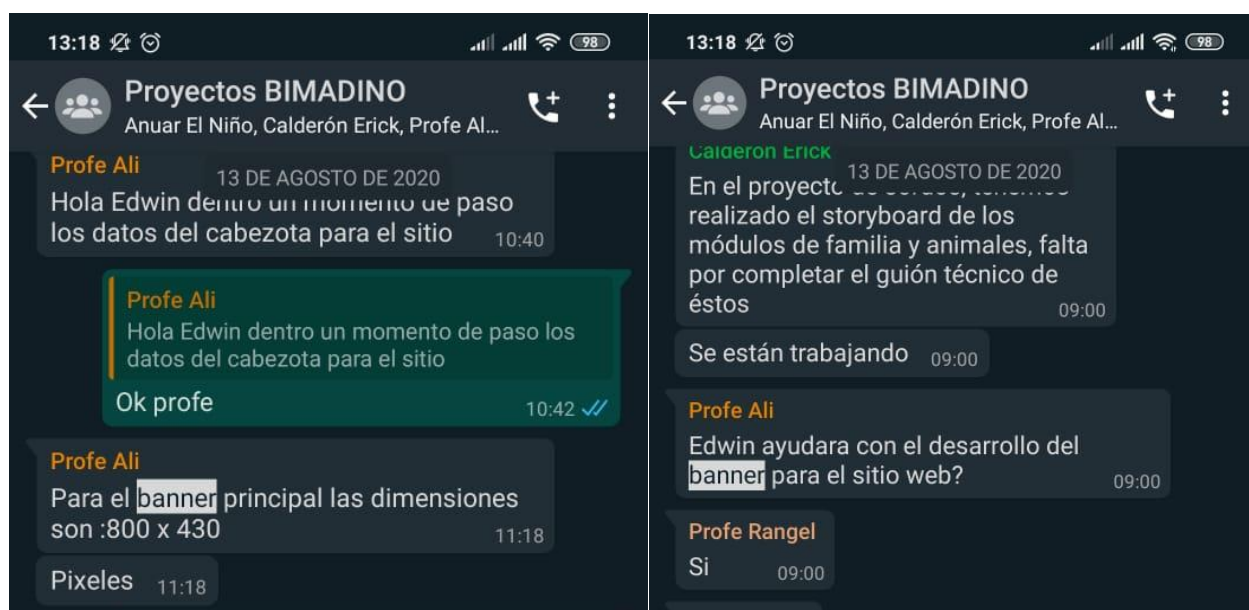 13:18
98
Proyectos BIMADINO
Anuar El Niño, Calderón Erick, Profe Al...
Profe Ali
13 DE AGOSTO DE 2020
Hola Edwin dentro un momento de paso
los datos del cabezota para el sitio 10:40
Profe Ali
Hola Edwin dentro un momento de paso los
datos del cabezota para el sitio
Ok profe 10:42
Profe Ali
Para el banner principal las dimensiones
son :800 x 430 11:18
Pixeles 11:18
13:18
98
Proyectos BIMADINO
Anuar El Niño, Calderón Erick, Profe Al...
Calderón Erick
13 DE AGOSTO DE 2020
En el proyecto de sordos, tenemos
realizado el storyboard de los
módulos de familia y animales, falta
por completar el guión técnico de
éstos 09:00
Se están trabajando 09:00
Profe Ali
Edwin ayudara con el desarrollo del
banner para el sitio web? 09:00
Profe Rangel
Si 09:00